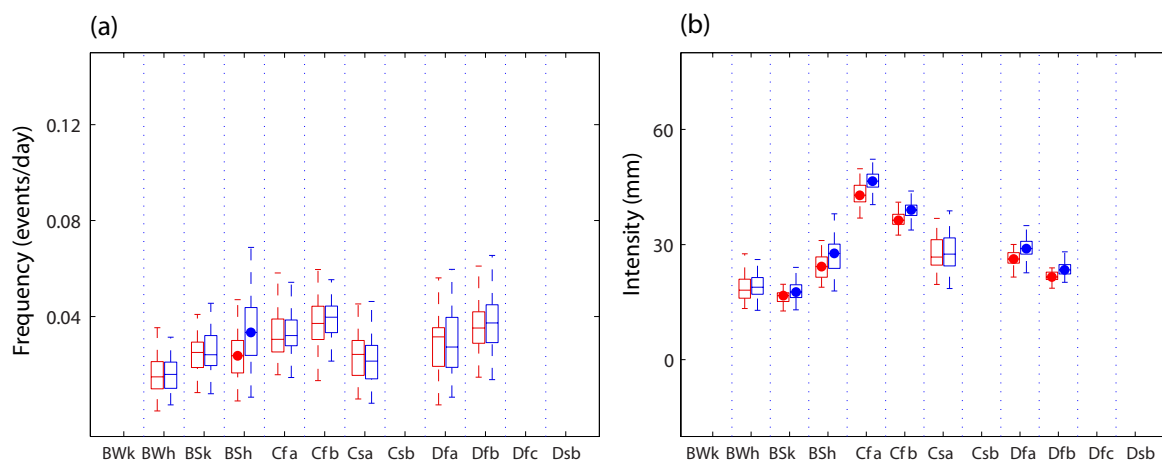 (a)
Frequency (events/day)
0.12
0.08
0.04
BWk BWh BSk BSh Cfa Cfb Csa Csb Dfa Dfb Dfc Dsb
(b)
Intensity (mm)
60
30
0
BWk BWh BSk BSh Cfa Cfb Csa Csb Dfa Dfb Dfc Dsb